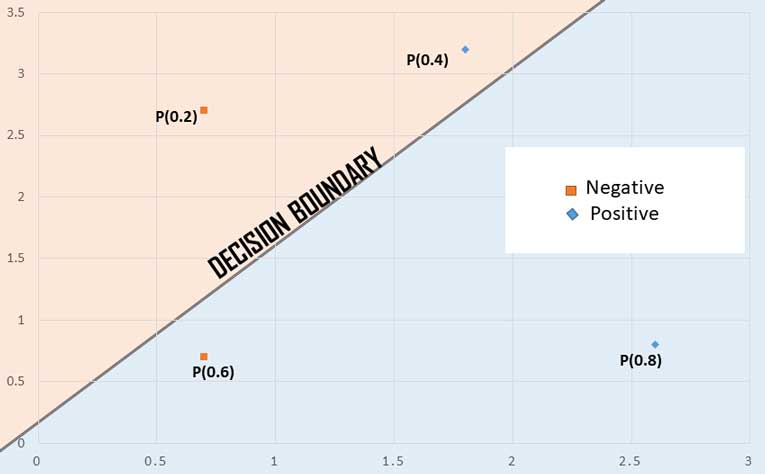 3.5
3
P(0.4)
P(0.2)
2.5
DECISION BOUNDARY
2
Negative
Positive
1.5
1
P(0.6)
P(0.8)
0.5
0
0 0.5 1 1.5 2 2.5 3